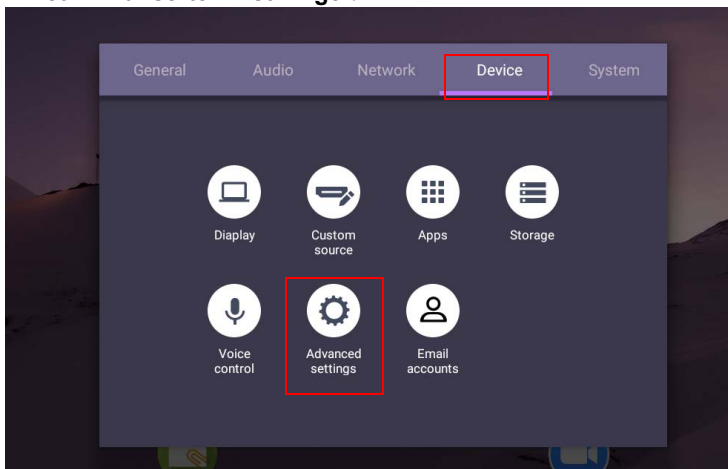 General Audio Network Device System
Diaplay Custom source Apps Storage
Voice control Advanced settings Email accounts